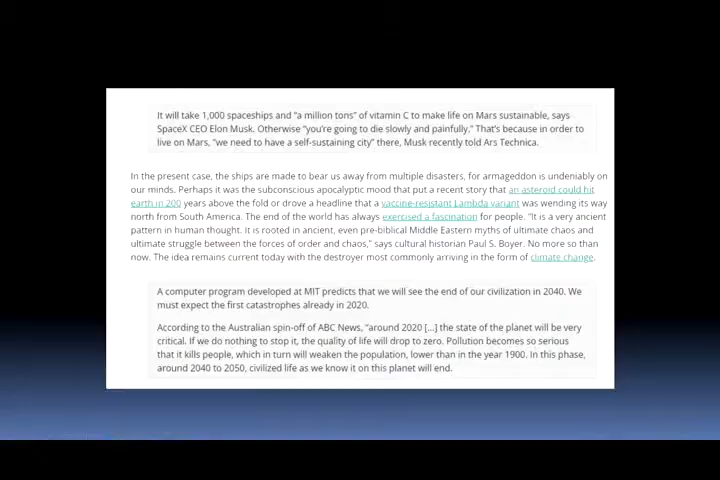 It will take 1,000 spaceships and “a million tons” of vitamin C to make life on Mars sustainable, says
SpaceX CEO Elon Musk. Otherwise “you’re going to die slowly and painfully.” That’s because in order to
live on Mars, “we need to have a self-sustaining city” there, Musk recently told Ars Technica.
In the present case, the ships are made to bear us away from multiple disasters, for armageddon is undeniably on
our minds. Perhaps it was the subconscious apocalyptic mood that put a recent story that an asteroid could hit
earth in 200 years above the fold or drove a headline that a vaccine-resistant Lambda variant was wending its way
north from South America. The end of the world has always exercised a fascination for people. “It is a very ancient
pattern in human thought. It is rooted in ancient, even pre-biblical Middle Eastern myths of ultimate chaos and
ultimate struggle between the forces of order and chaos,” says cultural historian Paul S. Boyer. No more so than
now. The idea remains current today with the destroyer most commonly arriving in the form of climate change.
A computer program developed at MIT predicts that we will see the end of our civilization in 2040. We
must expect the first catastrophes already in 2020.
According to the Australian spin-off of ABC News, “around 2020 [...] the state of the planet will be very
critical. If we do nothing to stop it, the quality of life will drop to zero. Pollution becomes so serious
that it kills people, which in turn will weaken the population, lower than in the year 1900. In this phase,
around 2040 to 2050, civilized life as we know it on this planet will end.